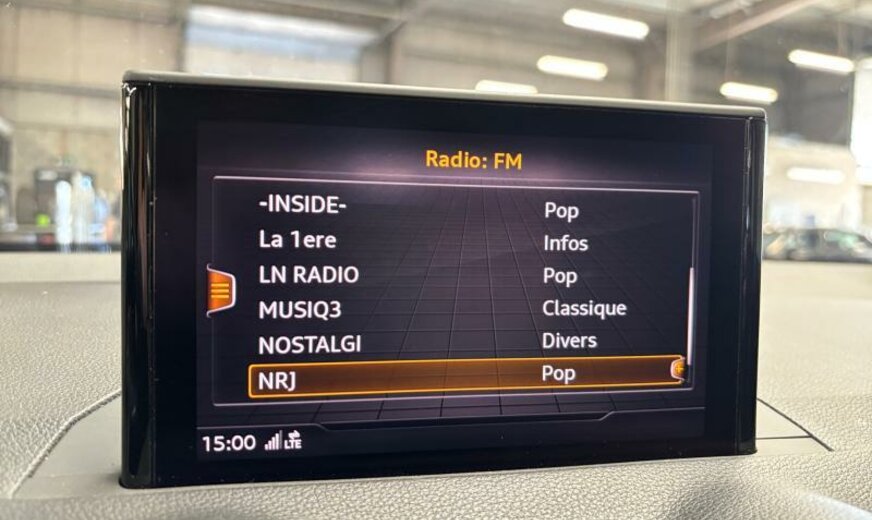 Radio: FM
-INSIDE- Pop
La 1ere Infos
LN RADIO Pop
MUSIQ3 Classique
NOSTALGI Divers
NRJ Pop
15:00 LTE